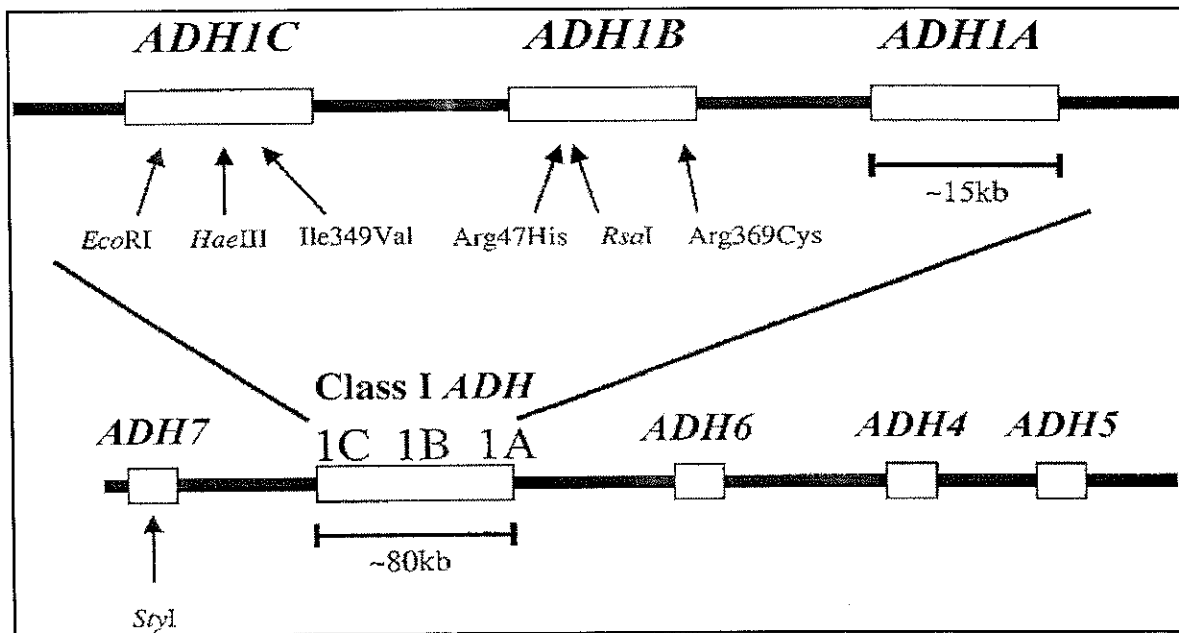 ADH1C ADH1B ADH1A
~15kb
EcoRI HaeIII Ile349Val Arg47His RsaI Arg369Cys
Class I ADH
ADH7 1C 1B 1A ADH6 ADH4 ADH5
~80kb
StyI